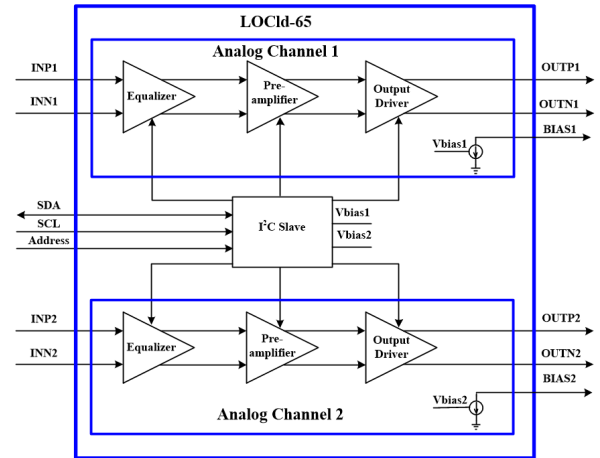 LOCld-65
Analog Channel 1
INP1
INN1
Equalizer
Pre-
amplifier
Output
Driver
OUTP1
OUTN1
BIAS1
Vbias1
SDA
SCL
Address
I²C Slave
Vbias1
Vbias2
INP2
INN2
Equalizer
Pre-
amplifier
Output
Driver
OUTP2
OUTN2
BIAS2
Vbias2
Analog Channel 2